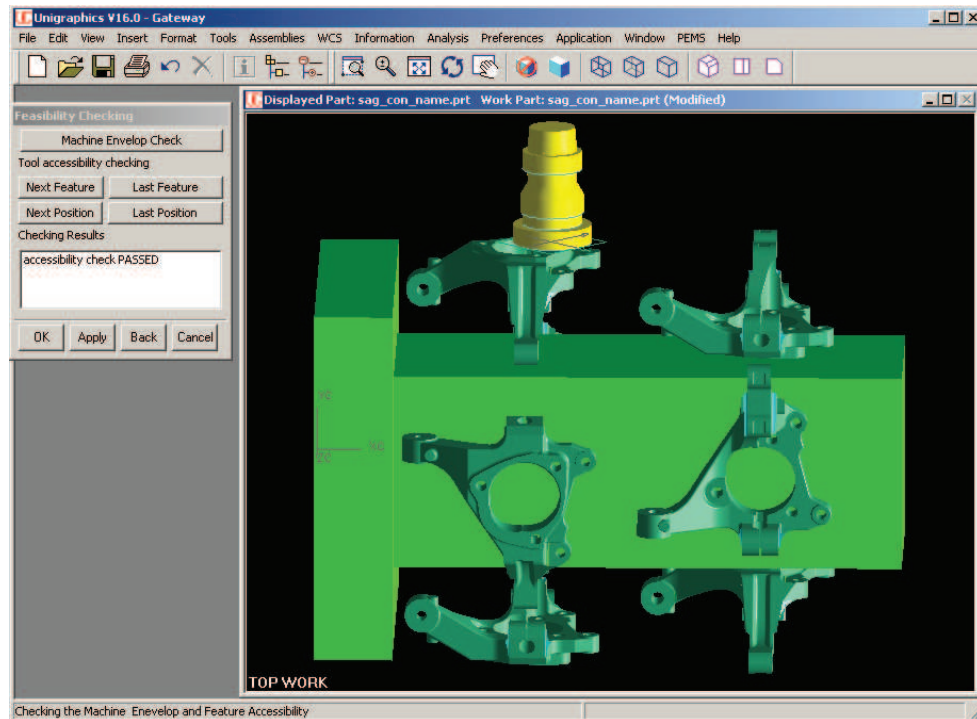 Unigraphics V16.0 - Gateway
File Edit View Insert Format Tools Assemblies WCS Information Analysis Preferences Application Window PEMS Help
Displayed Part: sag_con_name.prt Work Part: sag_con_name.prt (Modified)
Feasibility Checking
Machine Envelop Check
Tool accessibility checking
Next Feature Last Feature
Next Position Last Position
Checking Results
accessibility check PASSED
OK Apply Back Cancel
TOP WORK
Checking the Machine Enevelop and Feature Accessibility